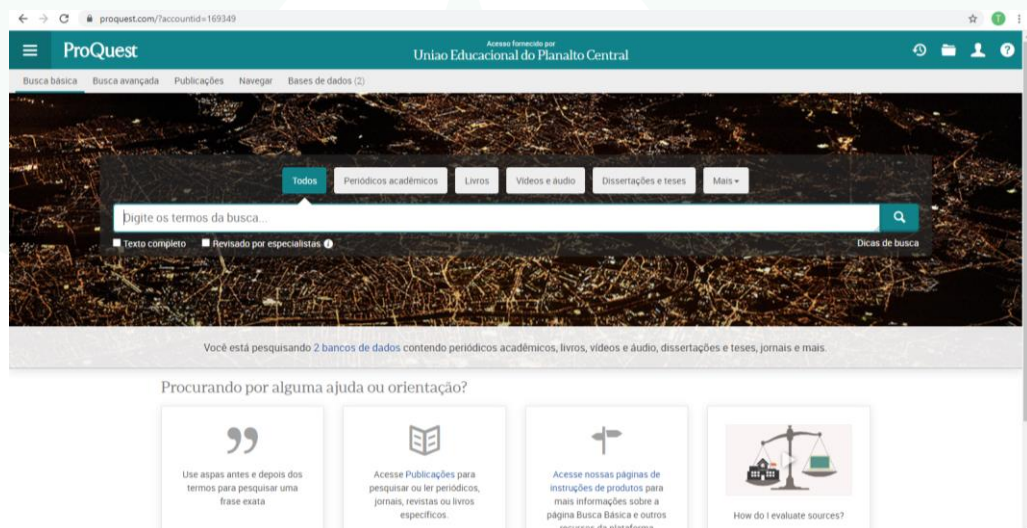 proquest.com/?accountid=169349
T
ProQuest
Acesso fornecido por
Uniao Educacional do Planalto Central
Busca básica Busca avançada Publicações Navegar Bases de dados (2)
Todos Periódicos acadêmicos Livros Vídeos e áudio Dissertações e teses Mais
Digite os termos da busca...
Texto completo Revisado por especialistas
Dicas de busca
Você está pesquisando 2 bancos de dados contendo periódicos acadêmicos, livros, vídeos e áudio, dissertações e teses, jornais e mais.
Procurando por alguma ajuda ou orientação?
Use aspas antes e depois dos
termos para pesquisar uma
frase exata
Acesse Publicações para
pesquisar ou ler periódicos,
jornais, revistas ou livros
específicos.
Acesse nossas páginas de
instruções de produtos para
mais informações sobre a
página Busca Básica e outros
recursos da plataforma
How do I evaluate sources?